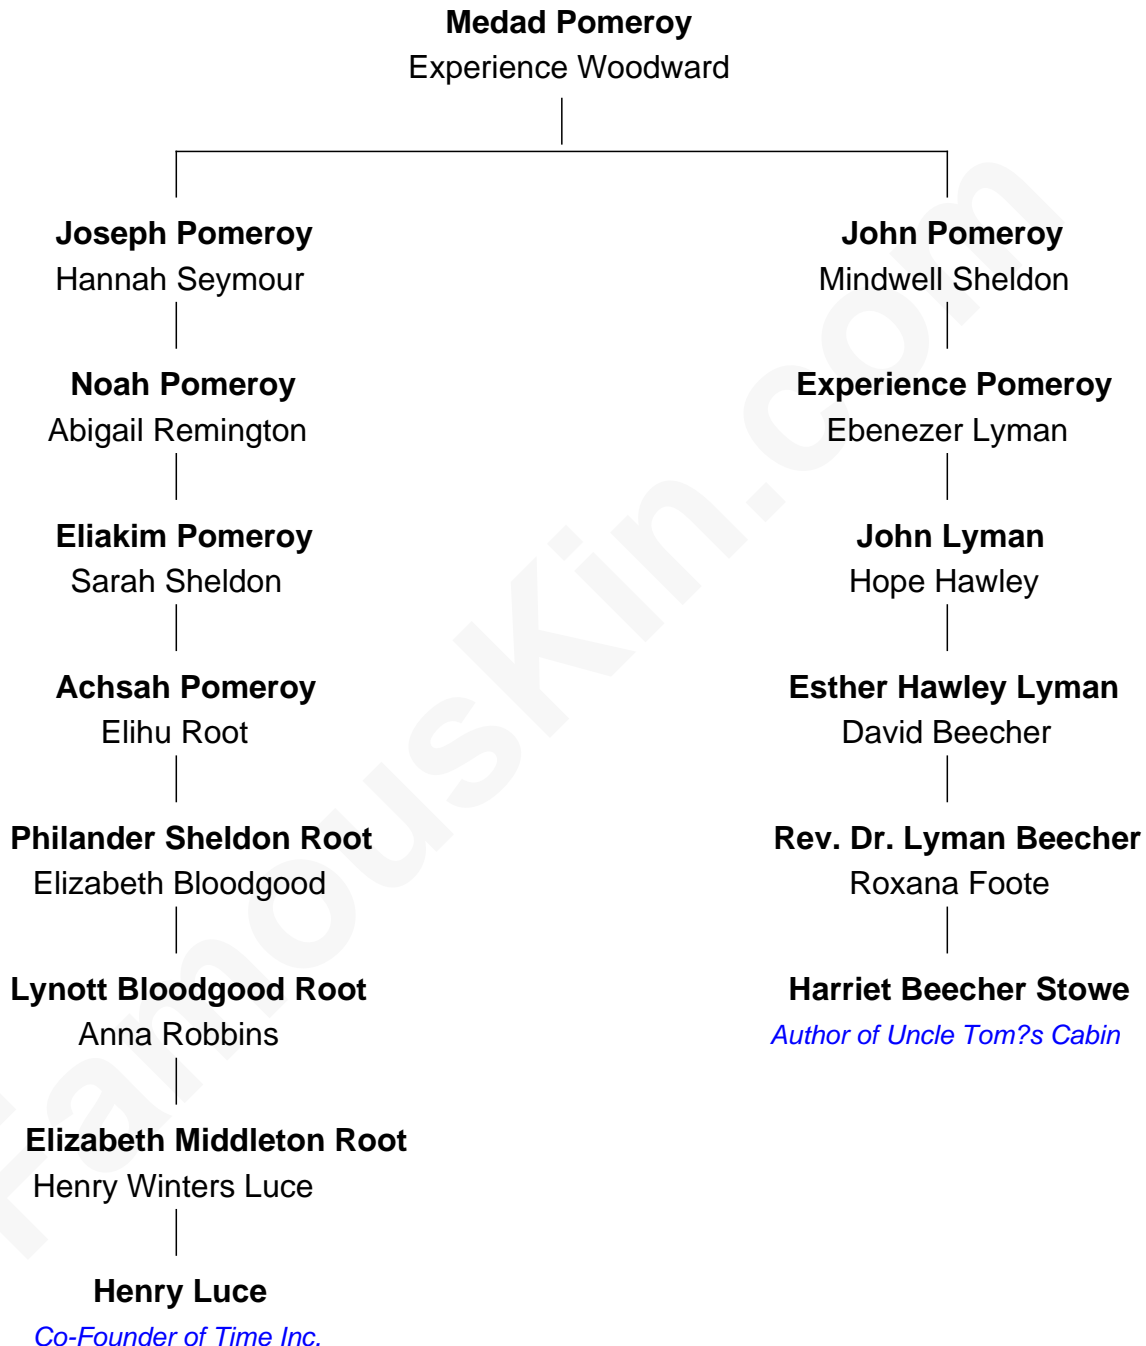 Medad Pomeroy
Experience Woodward
Joseph Pomeroy
Hannah Seymour
Noah Pomeroy
Abigail Remington
Eliakim Pomeroy
Sarah Sheldon
Achsah Pomeroy
Elihu Root
Philander Sheldon Root
Elizabeth Bloodgood
Lynott Bloodgood Root
Anna Robbins
Elizabeth Middleton Root
Henry Winters Luce
Henry Luce
Co-Founder of Time Inc.
John Pomeroy
Mindwell Sheldon
Experience Pomeroy
Ebenezer Lyman
John Lyman
Hope Hawley
Esther Hawley Lyman
David Beecher
Rev. Dr. Lyman Beecher
Roxana Foote
Harriet Beecher Stowe
Author of Uncle Tom?s Cabin
FamousKin.com